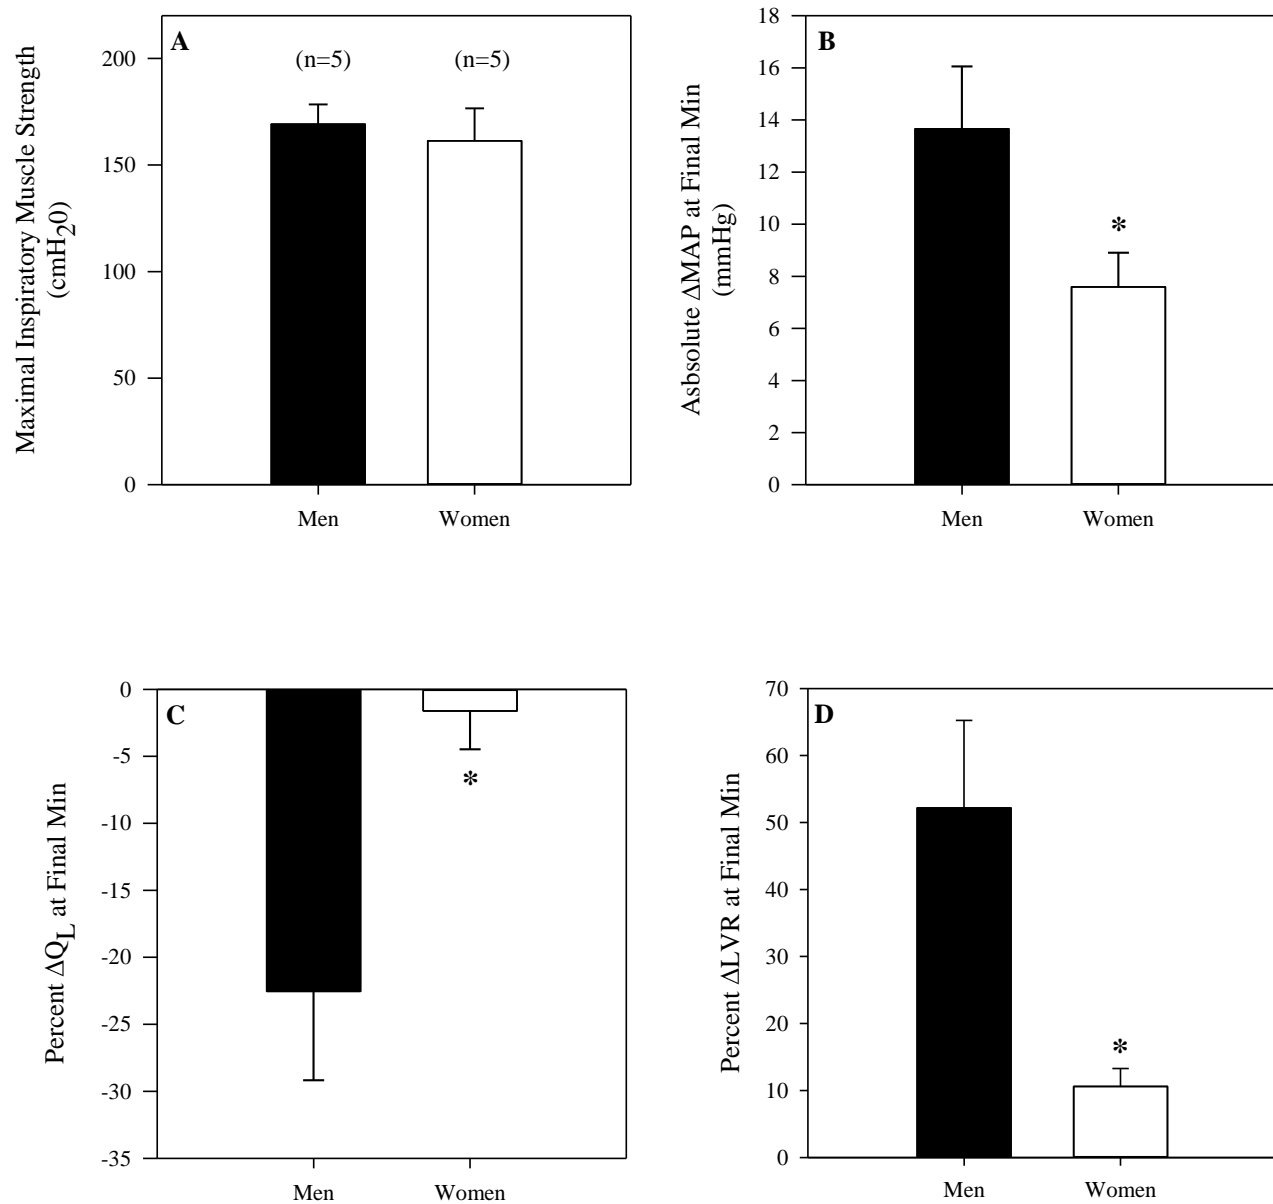 A
(n=5)
(n=5)
Maximal Inspiratory Muscle Strength
(cmH20)
200
150
100
50
0
Men
Women
B
Asbsolute ΔMAP at Final Min
(mmHg)
18
16
14
12
10
8
6
4
2
0
*
Men
Women
C
Percent ΔQL at Final Min
0
-5
-10
-15
-20
-25
-30
-35
*
Men
Women
D
Percent ΔLVR at Final Min
70
60
50
40
30
20
10
0
*
Men
Women